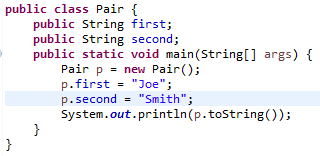 public class Pair {
    public String first;
    public String second;
    public static void main(String[] args) {
        Pair p = new Pair();
        p.first = "Joe";
        p.second = "Smith";
        System.out.println(p.toString());
    }
}